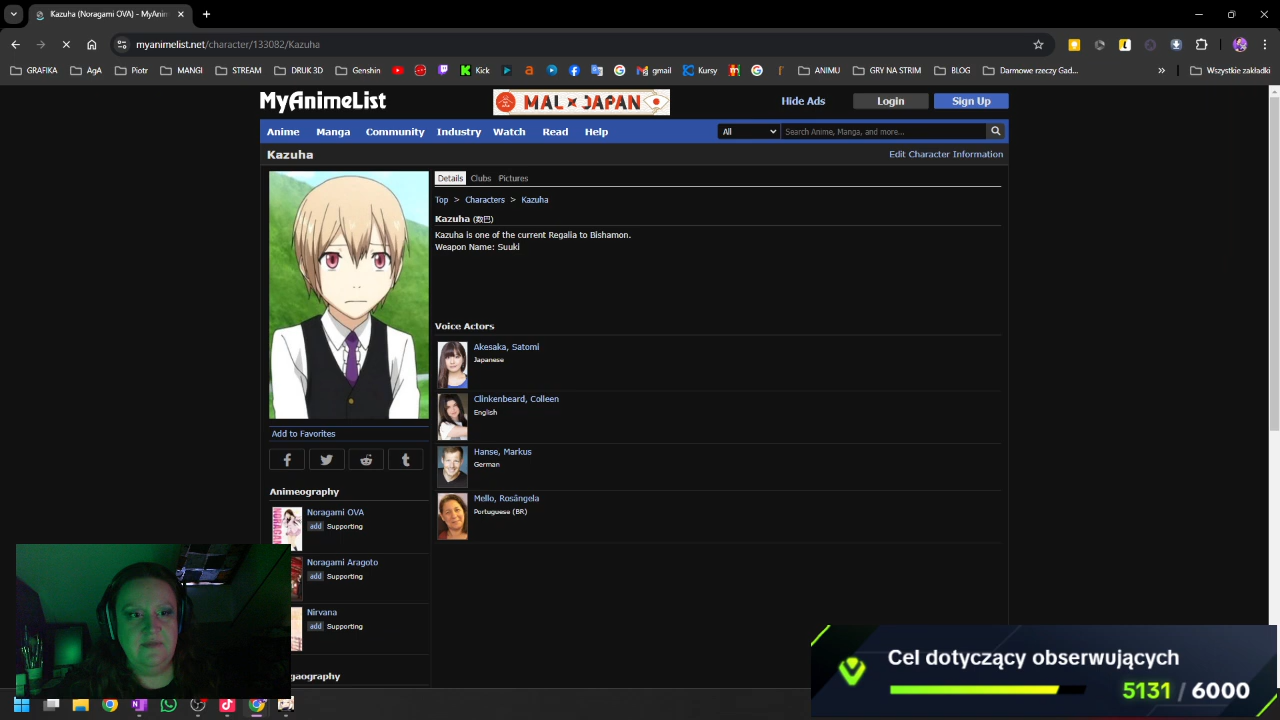 Kazuha (Noragami OVA) - MyAnim
myanimelist.net/character/133082/Kazuha
GRAFIKA AgA Piotr MANGI STREAM DRUK 3D Genshin Kick gmail Kursy ANIMU GRY NA STRIM BLOG Darmowe rzeczy Gad... » Wszystkie zakładki
MyAnimeList
MAL × JAPAN
Hide Ads Login Sign Up
Anime Manga Community Industry Watch Read Help All Search Anime, Manga, and more...
Kazuha Edit Character Information
Details Clubs Pictures
Top > Characters > Kazuha
Kazuha (数巴)
Kazuha is one of the current Regalia to Bishamon.
Weapon Name: Suuki
Voice Actors
Akesaka, Satomi
Japanese
Clinkenbeard, Colleen
English
Hanse, Markus
German
Mello, Rosângela
Portuguese (BR)
Add to Favorites
Animeography
Noragami OVA
add Supporting
Noragami Aragoto
add Supporting
Nirvana
add Supporting
gaography
Cel dotyczący obserwujących
5131 / 6000